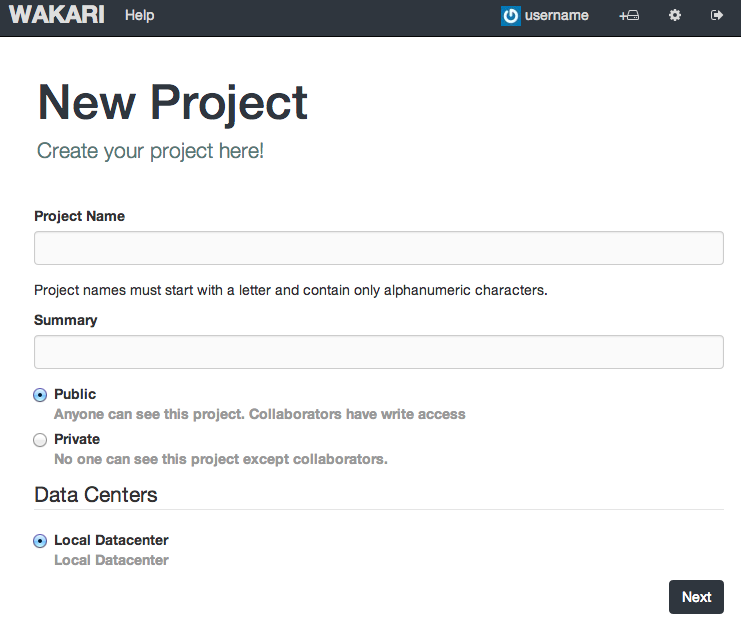 WAKARI Help username
New Project
Create your project here!
Project Name
Project names must start with a letter and contain only alphanumeric characters.
Summary
Public
Anyone can see this project. Collaborators have write access
Private
No one can see this project except collaborators.
Data Centers
Local Datacenter
Local Datacenter
Next